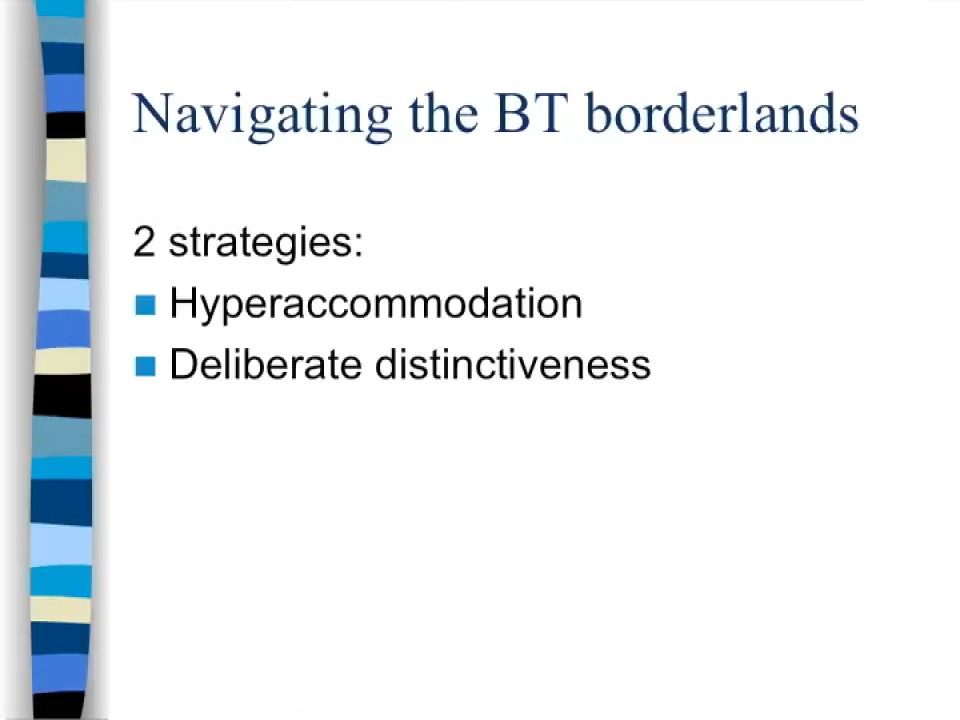 Navigating the BT borderlands
2 strategies:
Hyperaccommodation
Deliberate distinctiveness